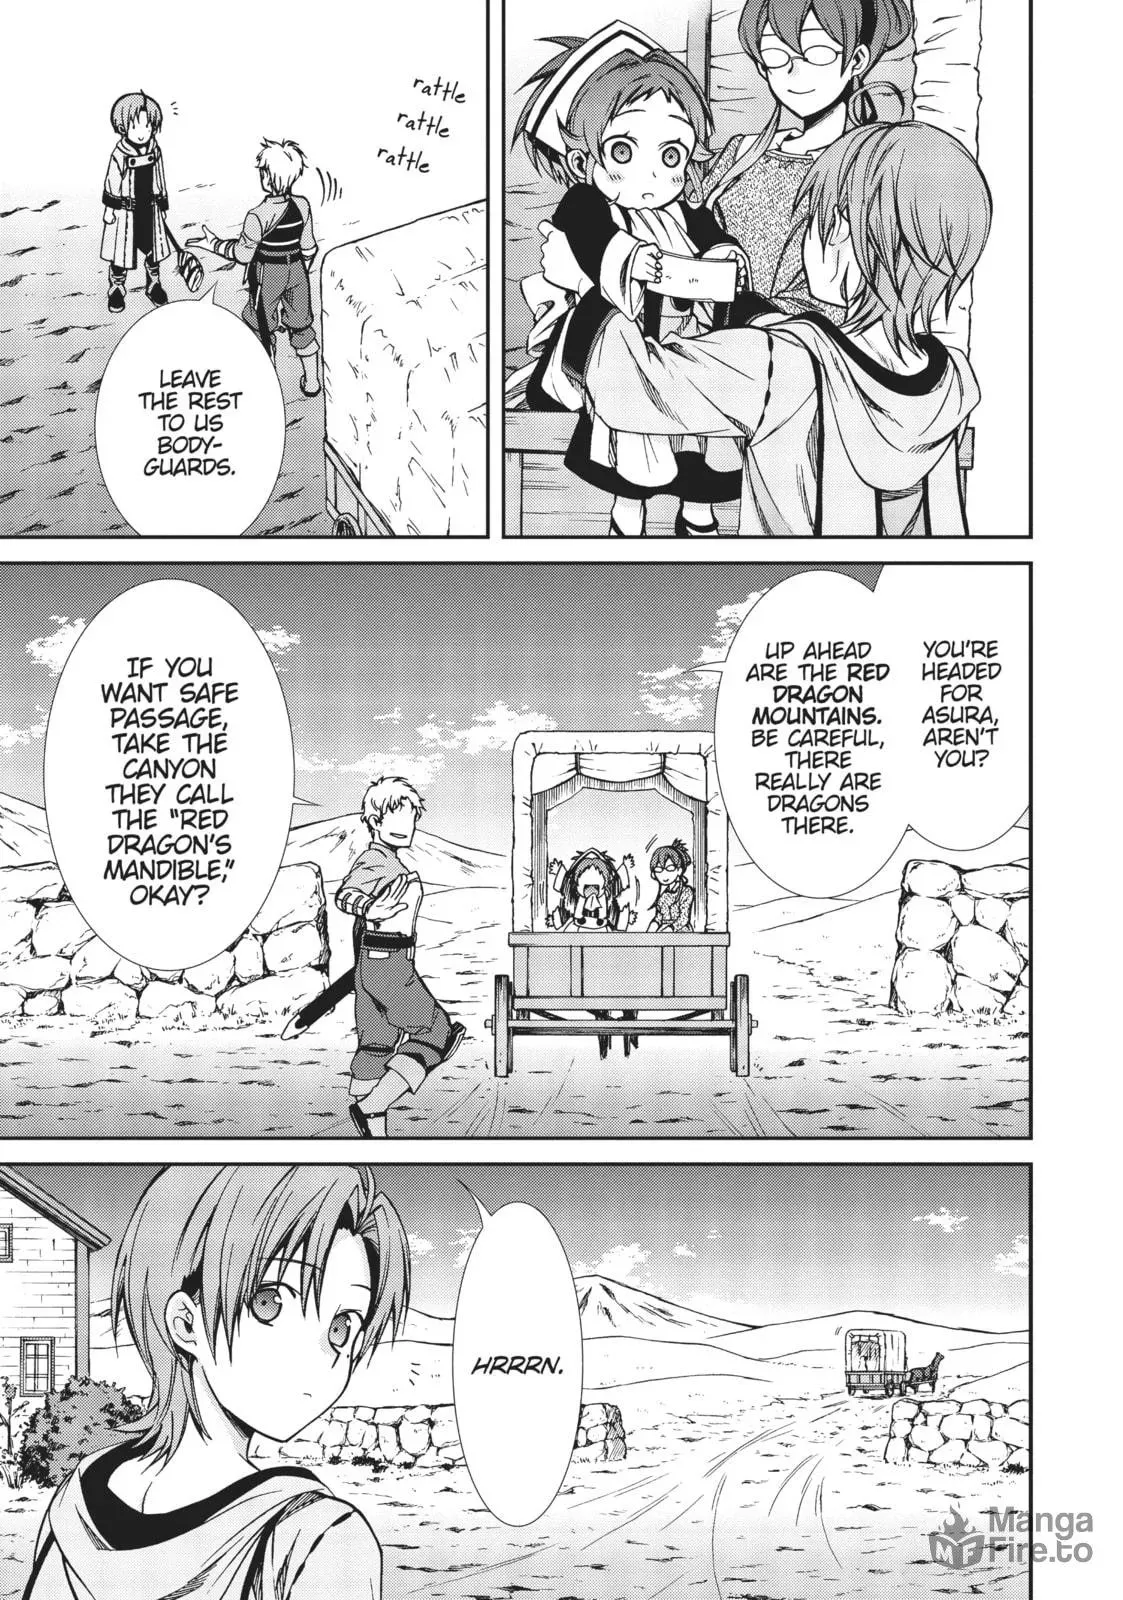 rattle
rattle
rattle
LEAVE
THE REST
TO US
BODY-
GUARDS.
YOU'RE
HEADED
FOR
ASURA,
AREN'T
YOU?
UP AHEAD
ARE THE RED
DRAGON
MOUNTAINS.
BE CAREFUL,
THERE
REALLY ARE
DRAGONS
THERE.
IF YOU
WANT SAFE
PASSAGE,
TAKE THE
CANYON
THEY CALL
THE "RED
DRAGON'S
MANDIBLE,"
OKAY?
HRRRN.
MF
Manga
Fire.to